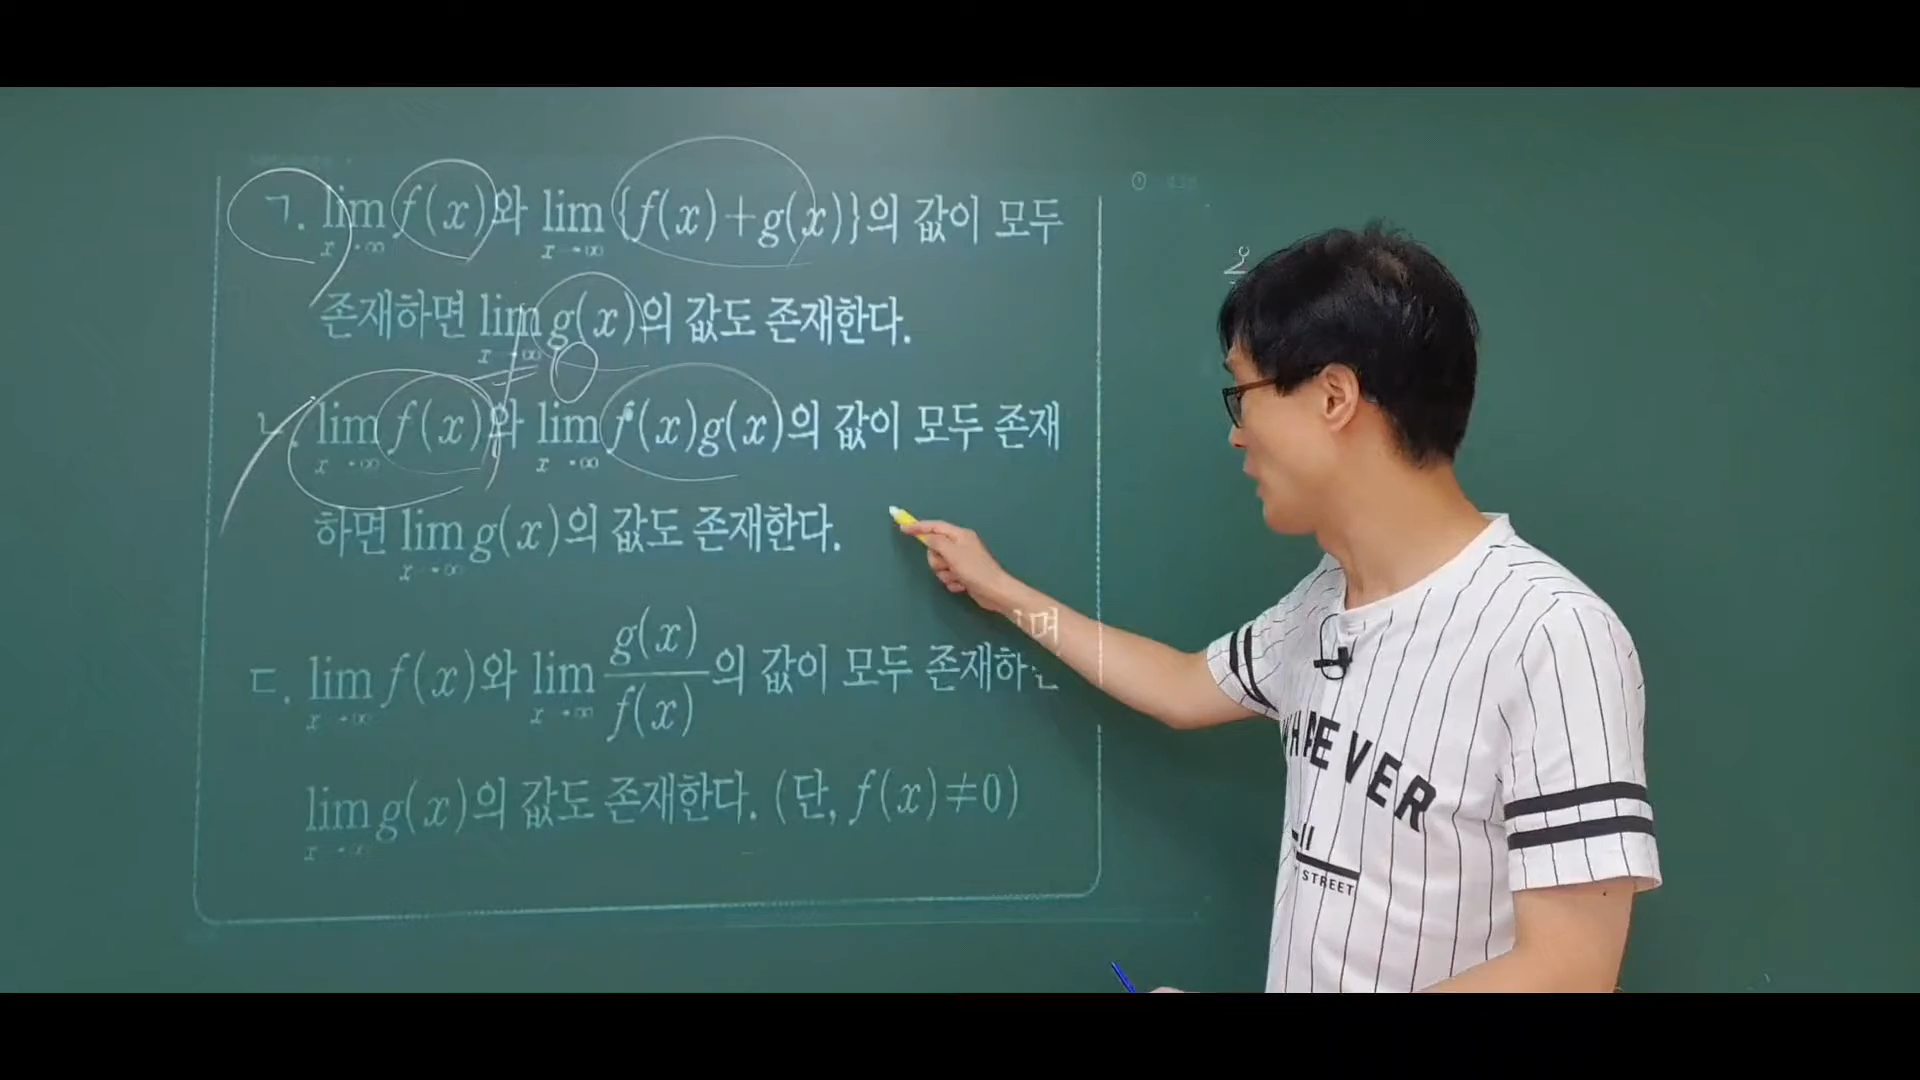 ㄱ. lim f(x)와 lim {f(x)+g(x)}의 값이 모두
x→∞ x→∞
존재하면 lim g(x)의 값도 존재한다.
x→∞
ㄴ. lim f(x)와 lim f(x)g(x)의 값이 모두 존재
x→∞ x→∞
하면 lim g(x)의 값도 존재한다.
x→∞
ㄷ. lim f(x)와 lim g(x)/f(x)의 값이 모두 존재하면
x→∞ x→∞
lim g(x)의 값도 존재한다. (단, f(x)≠0)
x→∞
EVER
STREET